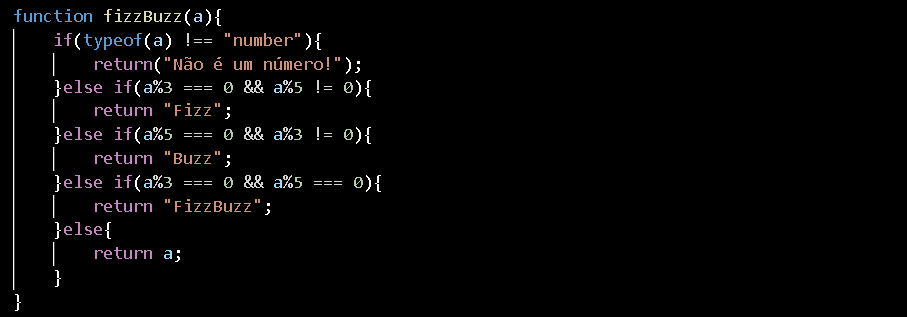 function fizzBuzz(a){
    if(typeof(a) !== "number"){
        return("Não é um número!");
    }else if(a%3 === 0 && a%5 != 0){
        return "Fizz";
    }else if(a%5 === 0 && a%3 != 0){
        return "Buzz";
    }else if(a%3 === 0 && a%5 === 0){
        return "FizzBuzz";
    }else{
        return a;
    }
}